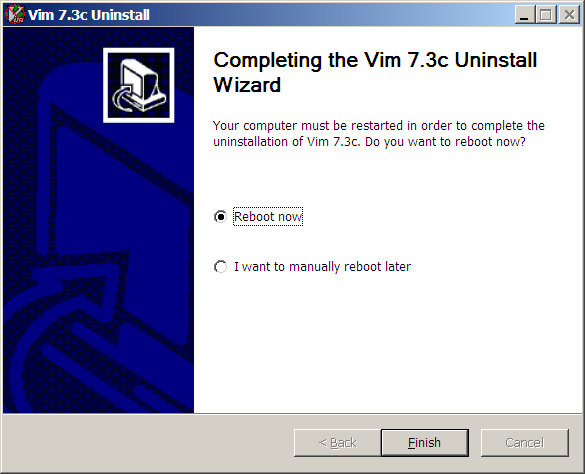 Vim 7.3c Uninstall
Completing the Vim 7.3c Uninstall
Wizard
Your computer must be restarted in order to complete the
uninstallation of Vim 7.3c. Do you want to reboot now?
Reboot now
I want to manually reboot later
< Back
Finish
Cancel